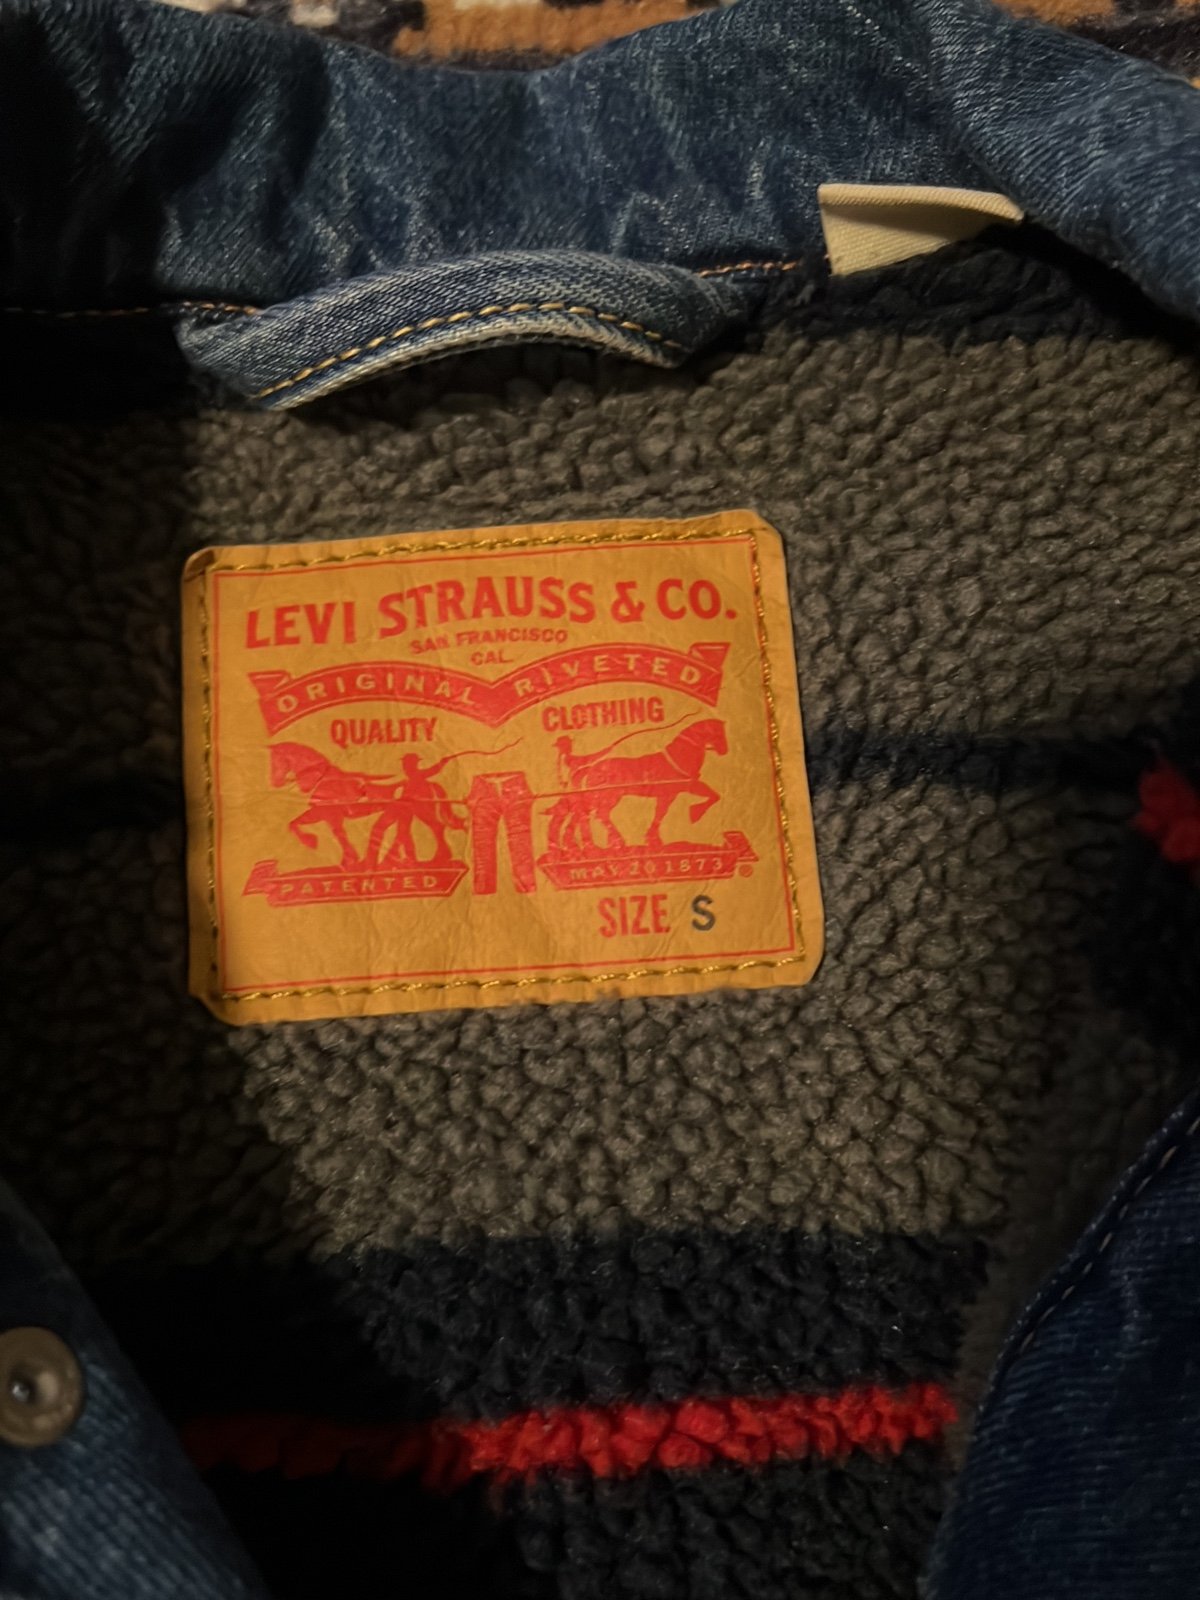 LEVI STRAUSS & CO.
SAN FRANCISCO
CAL.
ORIGINAL RIVETED
QUALITY CLOTHING
PATENTED MAY 20 1873 ®
SIZE S